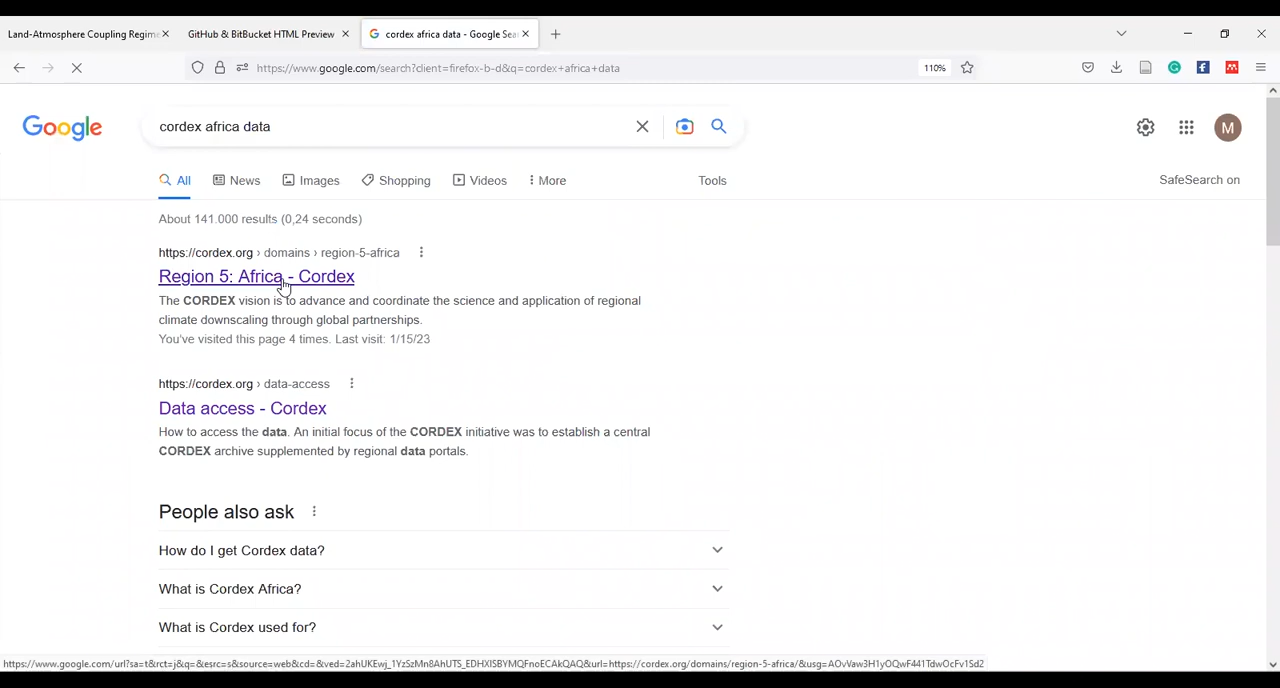 Land-Atmosphere Coupling Regime
GitHub & BitBucket HTML Preview
cordex africa data - Google Sea
https://www.google.com/search?client=firefox-b-d&q=cordex+africa+data
110%
Google
cordex africa data
M
All
News
Images
Shopping
Videos
More
Tools
SafeSearch on
About 141.000 results (0,24 seconds)
https://cordex.org › domains › region-5-africa
Region 5: Africa - Cordex
The CORDEX vision is to advance and coordinate the science and application of regional
climate downscaling through global partnerships.
You've visited this page 4 times. Last visit: 1/15/23
https://cordex.org › data-access
Data access - Cordex
How to access the data. An initial focus of the CORDEX initiative was to establish a central
CORDEX archive supplemented by regional data portals.
People also ask
How do I get Cordex data?
What is Cordex Africa?
What is Cordex used for?